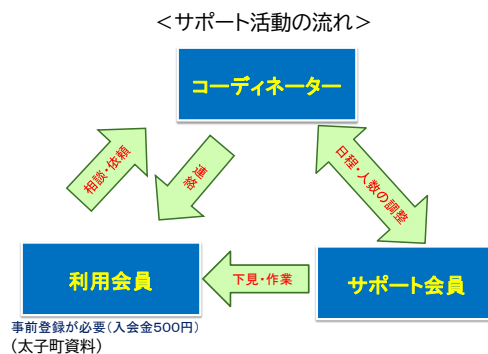 ＜サポート活動の流れ＞
コーディネーター
相談・依頼
連絡
日程・人数の調整
利用会員
下見・作業
サポート会員
事前登録が必要（入会金500円）
（太子町資料）